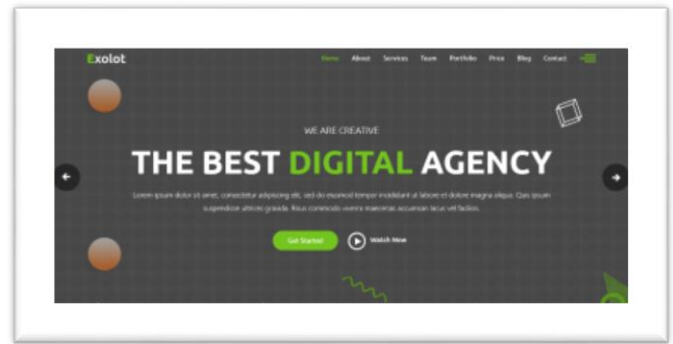 Exolot
Home About Services Team Portfolio Price Blog Contact
WE ARE CREATIVE
THE BEST DIGITAL AGENCY
Lorem ipsum dolor sit amet, consectetur adipiscing elit, sed do eiusmod tempor incididunt ut labore et dolore magna aliqua. Quis ipsum
suspendisse ultrices gravida. Risus commodo viverra maecenas accumsan lacus vel facilisis.
Get Started Watch Now